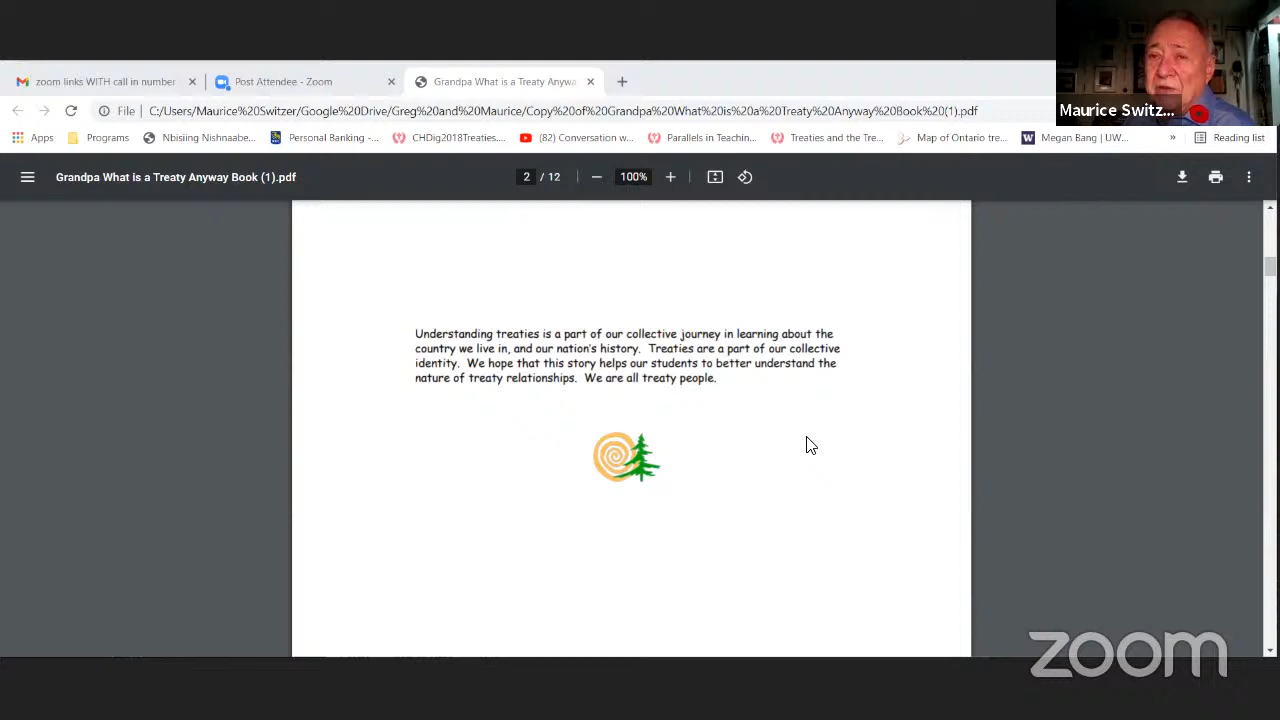 zoom links WITH call in number
Post Attendee - Zoom
Grandpa What is a Treaty Anywa
File
C:/Users/Maurice%20Switzer/Google%20Drive/Greg%20and%20Maurice/Copy%20of%20Grandpa%20What%20is%20a%20Treaty%20Anyway%20Book%20(1).pdf
Maurice Switz...
Apps
Programs
Nbisiing Nishnaabe...
Personal Banking -...
CHDig2018Treaties....
(82) Conversation w...
Parallels in Teachin...
Treaties and the Tre...
Map of Ontario tre...
W
Megan Bang | UW...
»
Reading list
Grandpa What is a Treaty Anyway Book (1).pdf
2 / 12
100%
Understanding treaties is a part of our collective journey in learning about the
country we live in, and our nation's history. Treaties are a part of our collective
identity. We hope that this story helps our students to better understand the
nature of treaty relationships. We are all treaty people.
zoom